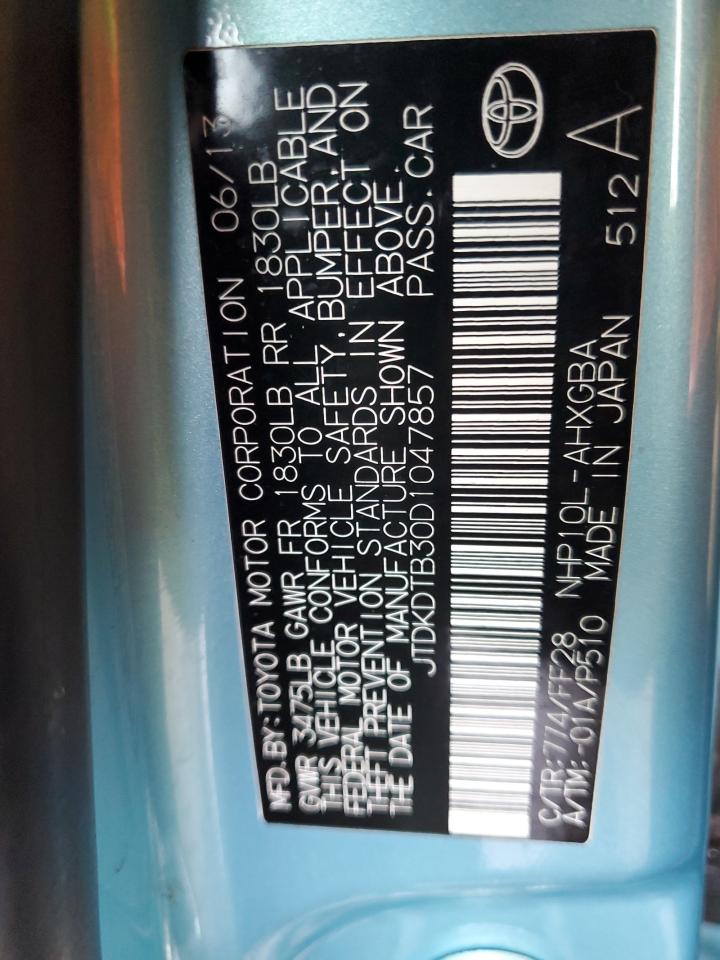 MFD.BY:TOYOTA MOTOR CORPORATION 06/13
GVWR 3475LB GAWR FR 1830LB RR 1830LB
THIS VEHICLE CONFORMS TO ALL APPLICABLE
FEDERAL MOTOR VEHICLE SAFETY,BUMPER,AND
THEFT PREVENTION STANDARDS IN EFFECT ON
THE DATE OF MANUFACTURE SHOWN ABOVE.
JTDKDTB30D1047857 PASS.CAR
C/TR:774/FF28 NHP10L-AHXGBA
A/TM:-01A/P510 MADE IN JAPAN 512 A